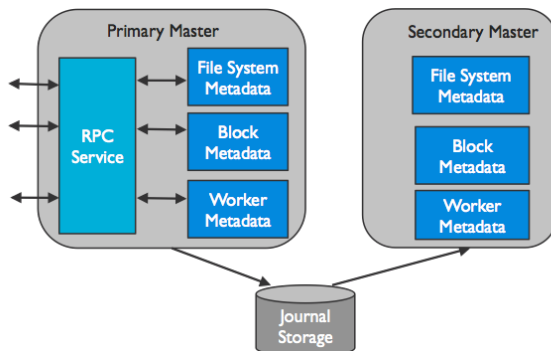 Primary Master
RPC
Service
File System
Metadata
Block
Metadata
Worker
Metadata
Secondary Master
File System
Metadata
Block
Metadata
Worker
Metadata
Journal
Storage